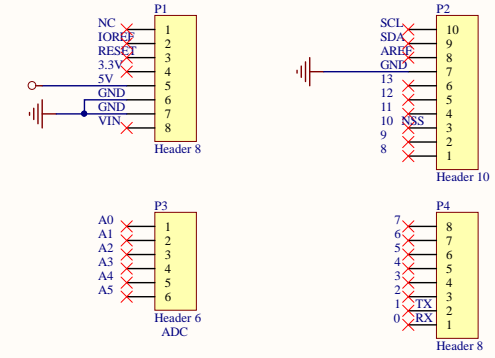 P1
NC 1
IOREF 2
RESET 3
3.3V 4
5V 5
GND 6
GND 7
VIN 8
Header 8
P2
SCL 10
SDA 9
AREF 8
GND 7
13 6
12 5
11 4
10 NSS 3
9 2
8 1
Header 10
P3
A0 1
A1 2
A2 3
A3 4
A4 5
A5 6
Header 6
ADC
P4
7 8
6 7
5 6
4 5
3 4
2 3
1 TX 2
0 RX 1
Header 8